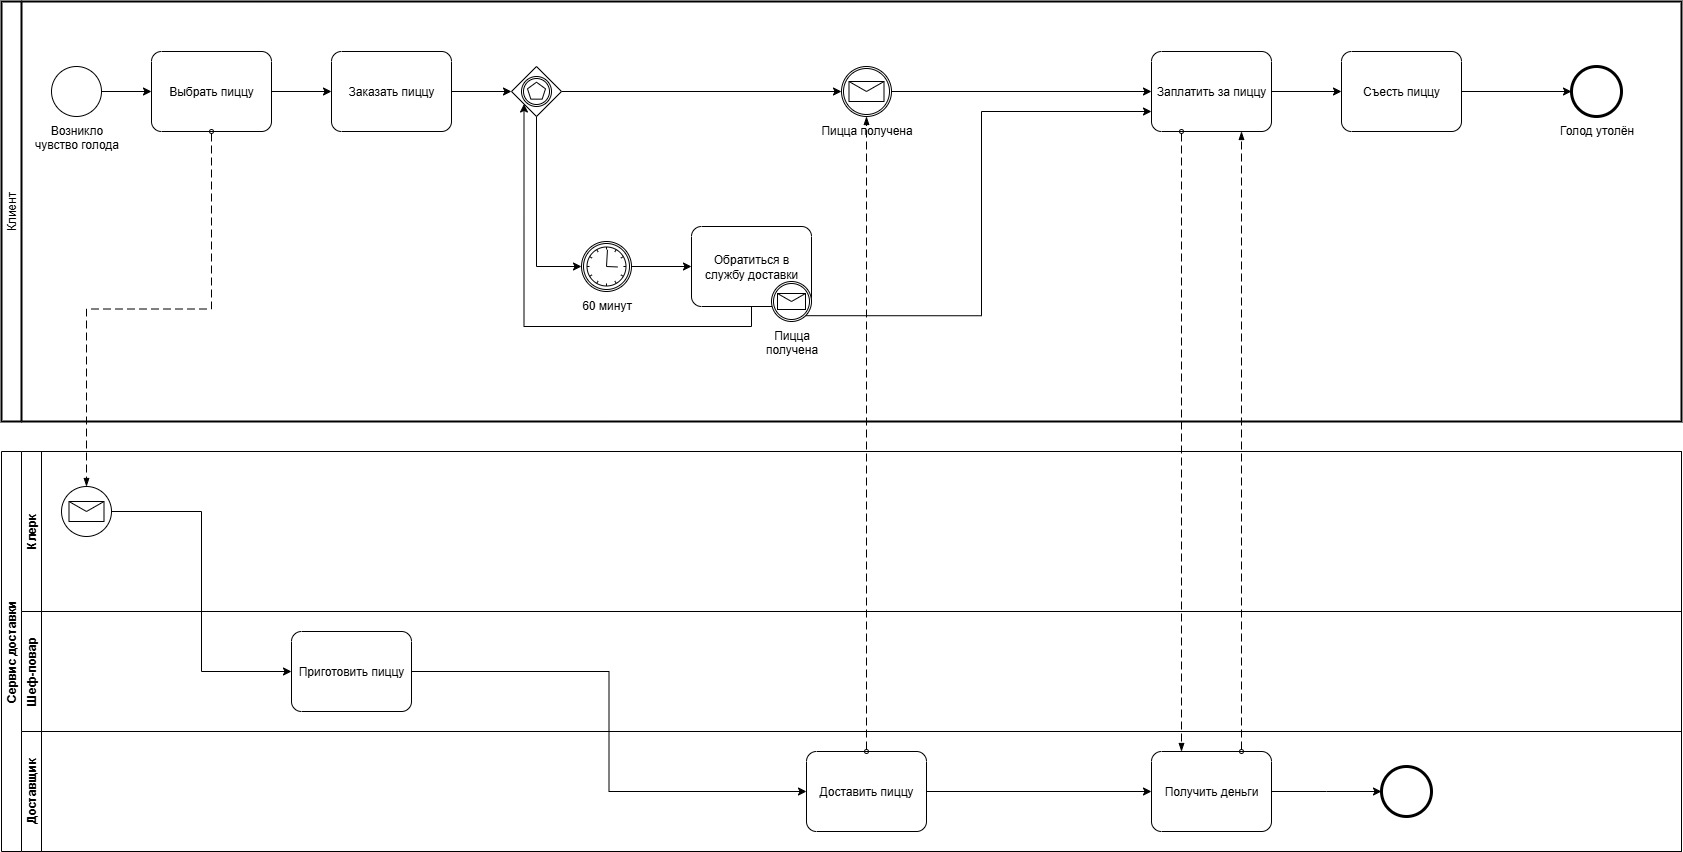 Клиент
Возникло
чувство голода
Выбрать пиццу
Заказать пиццу
Пицца получена
Заплатить за пиццу
Съесть пиццу
Голод утолён
60 минут
Обратиться в
службу доставки
Пицца
получена
Сервис доставки
Клерк
Шеф-повар
Приготовить пиццу
Доставщик
Доставить пиццу
Получить деньги